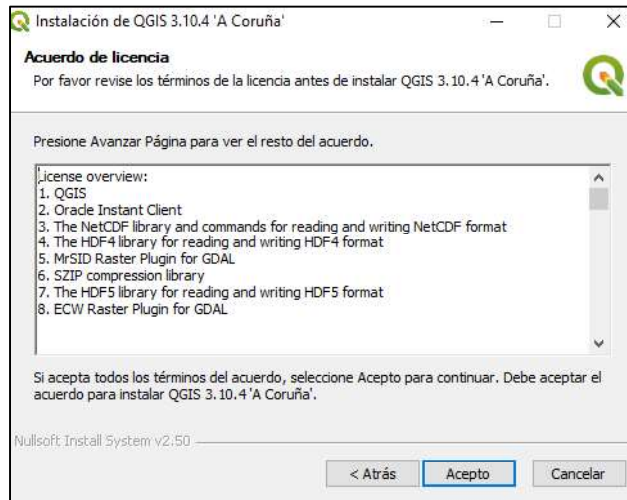 Instalación de QGIS 3.10.4 'A Coruña'
Acuerdo de licencia
Por favor revise los términos de la licencia antes de instalar QGIS 3.10.4 'A Coruña'.
Presione Avanzar Página para ver el resto del acuerdo.
License overview:
1. QGIS
2. Oracle Instant Client
3. The NetCDF library and commands for reading and writing NetCDF format
4. The HDF4 library for reading and writing HDF4 format
5. MrSID Raster Plugin for GDAL
6. SZIP compression library
7. The HDF5 library for reading and writing HDF5 format
8. ECW Raster Plugin for GDAL
Si acepta todos los términos del acuerdo, seleccione Acepto para continuar. Debe aceptar el
acuerdo para instalar QGIS 3.10.4 'A Coruña'.
Nullsoft Install System v2.50
< Atrás Acepto Cancelar